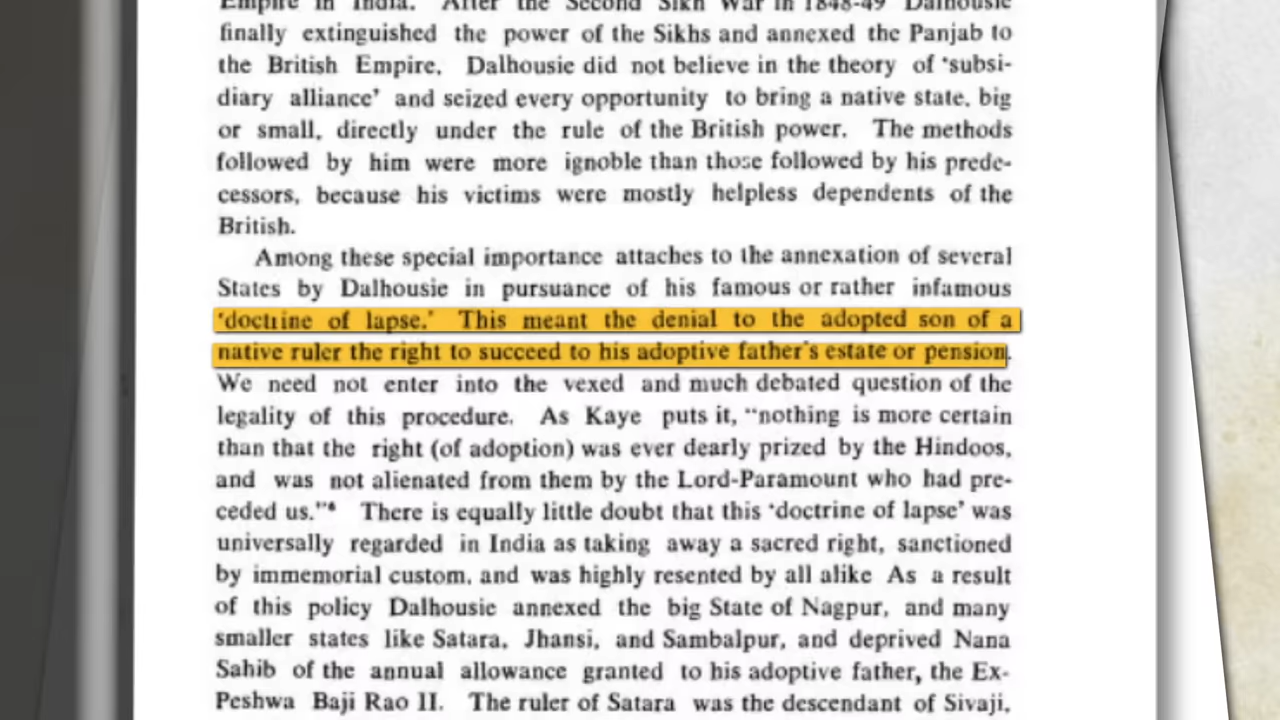 Empire in India. After the Second Sikh War in 1848-49 Dalhousie
finally extinguished the power of the Sikhs and annexed the Panjab to
the British Empire. Dalhousie did not believe in the theory of 'subsi-
diary alliance' and seized every opportunity to bring a native state, big
or small, directly under the rule of the British power. The methods
followed by him were more ignoble than those followed by his prede-
cessors, because his victims were mostly helpless dependents of the
British.
Among these special importance attaches to the annexation of several
States by Dalhousie in pursuance of his famous or rather infamous
'doctrine of lapse.' This meant the denial to the adopted son of a
native ruler the right to succeed to his adoptive father's estate or pension.
We need not enter into the vexed and much debated question of the
legality of this procedure. As Kaye puts it, "nothing is more certain
than that the right (of adoption) was ever dearly prized by the Hindoos,
and was not alienated from them by the Lord-Paramount who had pre-
ceded us."⁶ There is equally little doubt that this 'doctrine of lapse' was
universally regarded in India as taking away a sacred right, sanctioned
by immemorial custom, and was highly resented by all alike As a result
of this policy Dalhousie annexed the big State of Nagpur, and many
smaller states like Satara, Jhansi, and Sambalpur, and deprived Nana
Sahib of the annual allowance granted to his adoptive father, the Ex-
Peshwa Baji Rao II. The ruler of Satara was the descendant of Sivaji,